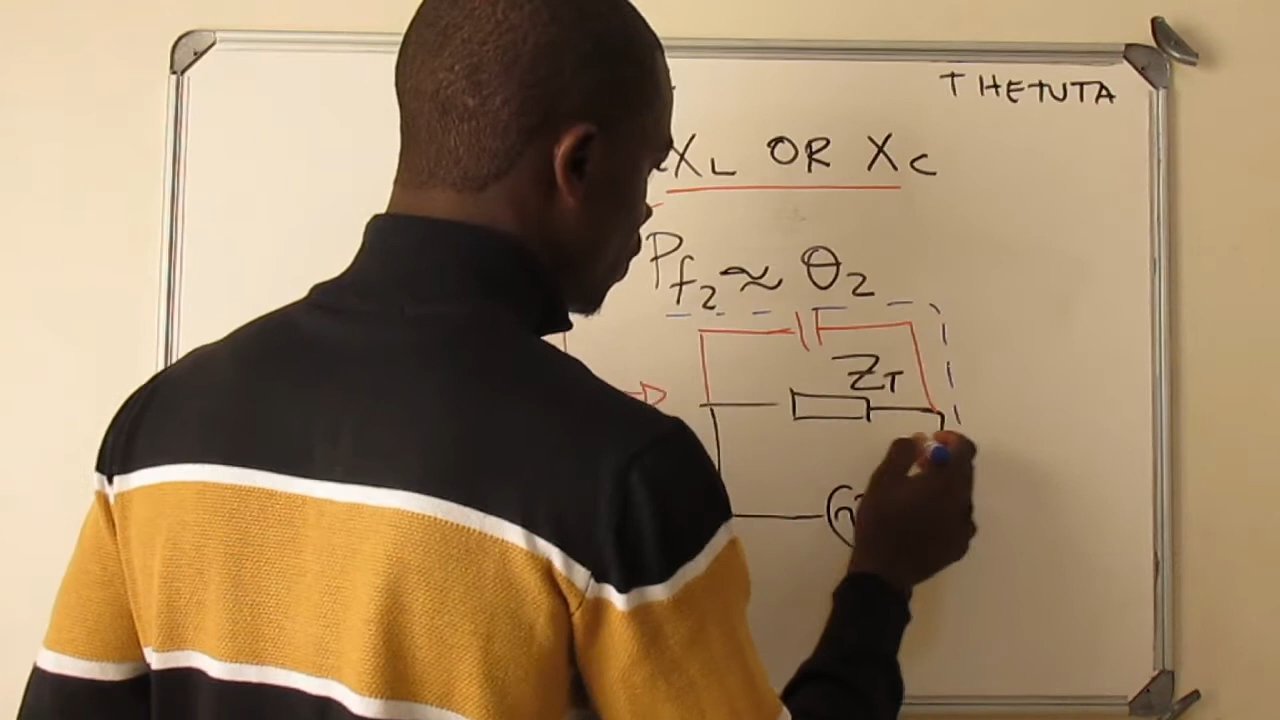 THETUTA
XL OR XC
Pf2 ≈ θ2
ZT